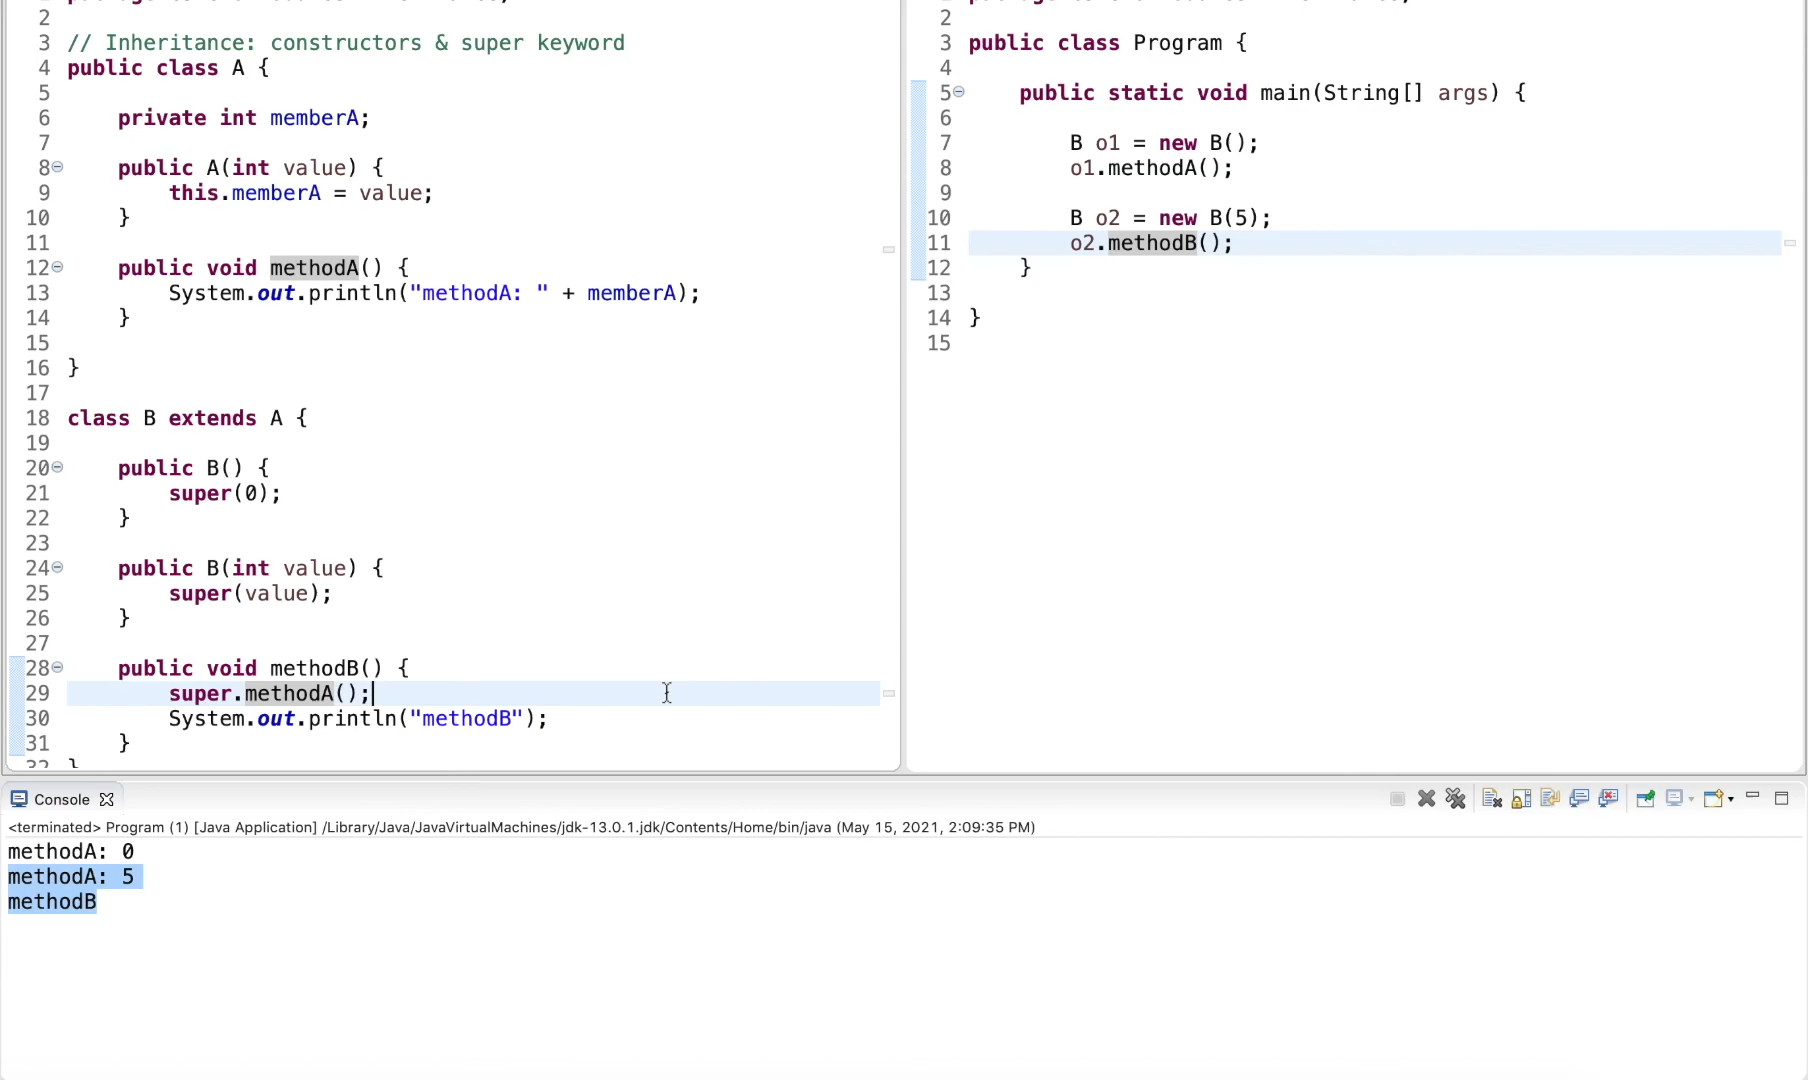 2
3 // Inheritance: constructors & super keyword
4 public class A {
5
6 private int memberA;
7
8 public A(int value) {
9 this.memberA = value;
10 }
11
12 public void methodA() {
13 System.out.println("methodA: " + memberA);
14 }
15
16 }
17
18 class B extends A {
19
20 public B() {
21 super(0);
22 }
23
24 public B(int value) {
25 super(value);
26 }
27
28 public void methodB() {
29 super.methodA();
30 System.out.println("methodB");
31 }
32 }
2
3 public class Program {
4
5 public static void main(String[] args) {
6
7 B o1 = new B();
8 o1.methodA();
9
10 B o2 = new B(5);
11 o2.methodB();
12 }
13
14 }
15
Console
<terminated> Program (1) [Java Application] /Library/Java/JavaVirtualMachines/jdk-13.0.1.jdk/Contents/Home/bin/java (May 15, 2021, 2:09:35 PM)
methodA: 0
methodA: 5
methodB